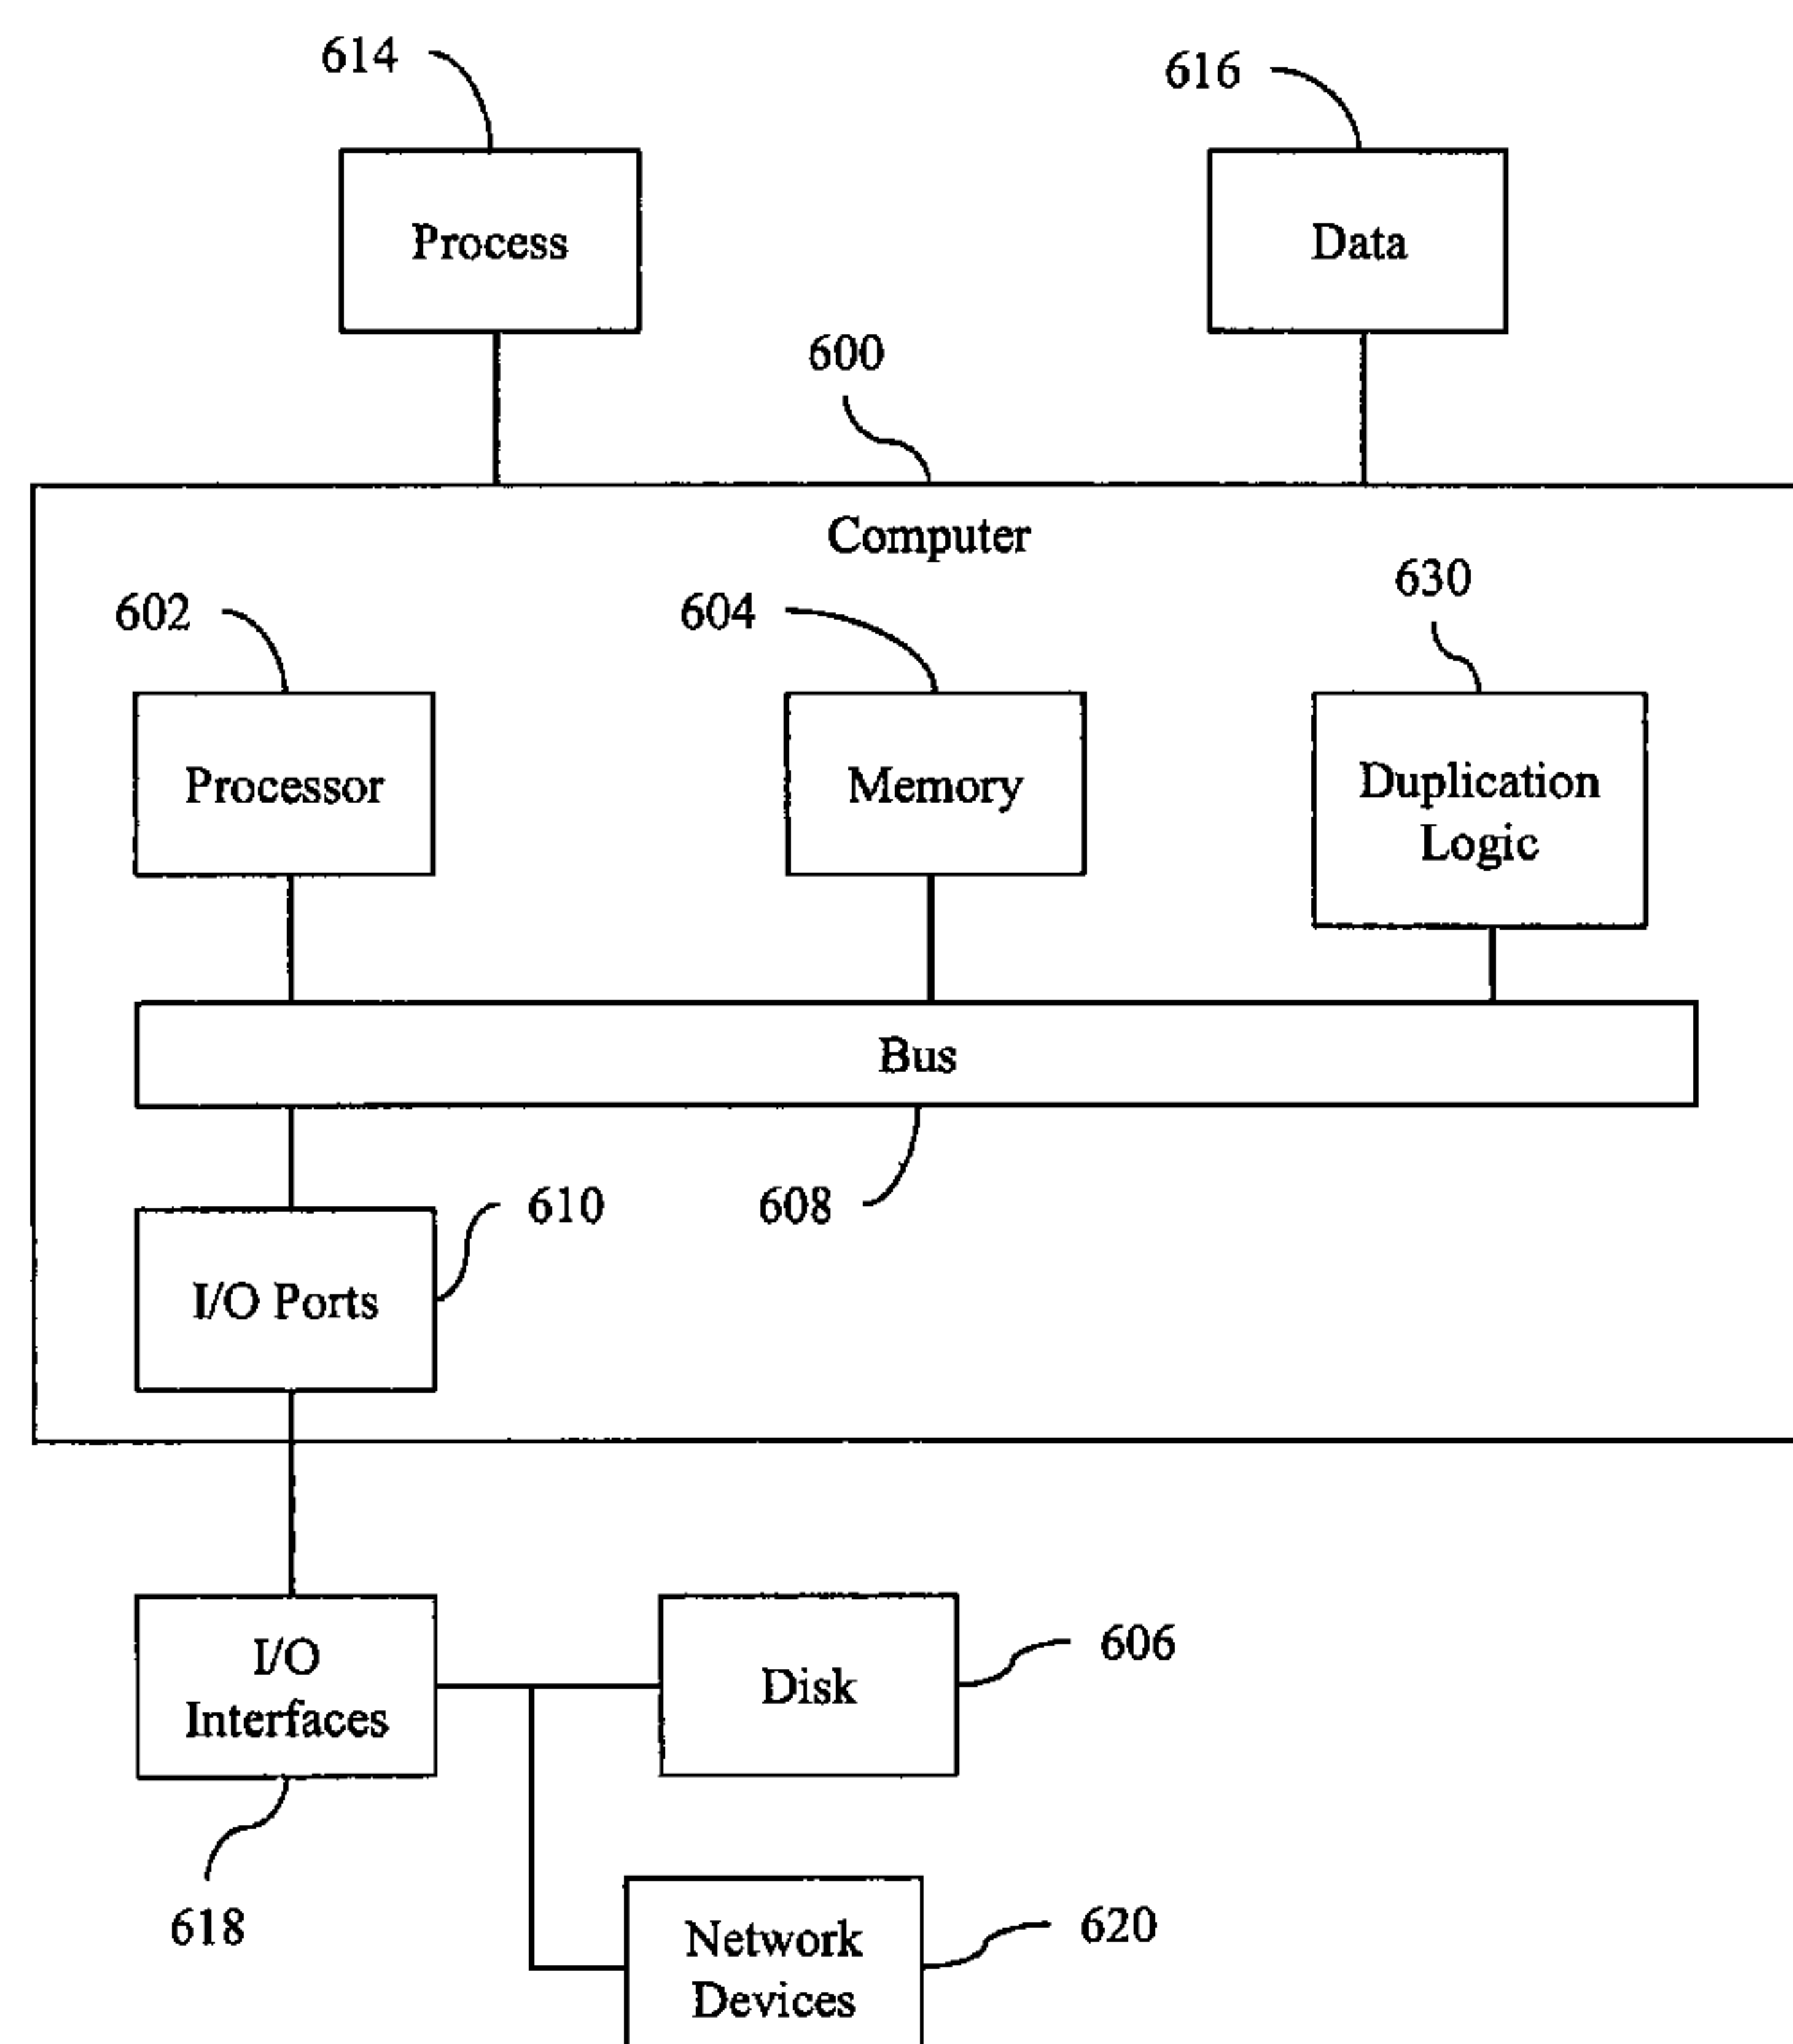 614
616
Process
Data
600
Computer
630
602
604
Processor
Memory
Duplication
Logic
Bus
610
608
I/O Ports
I/O
Interfaces
Disk
606
618
Network
Devices
620